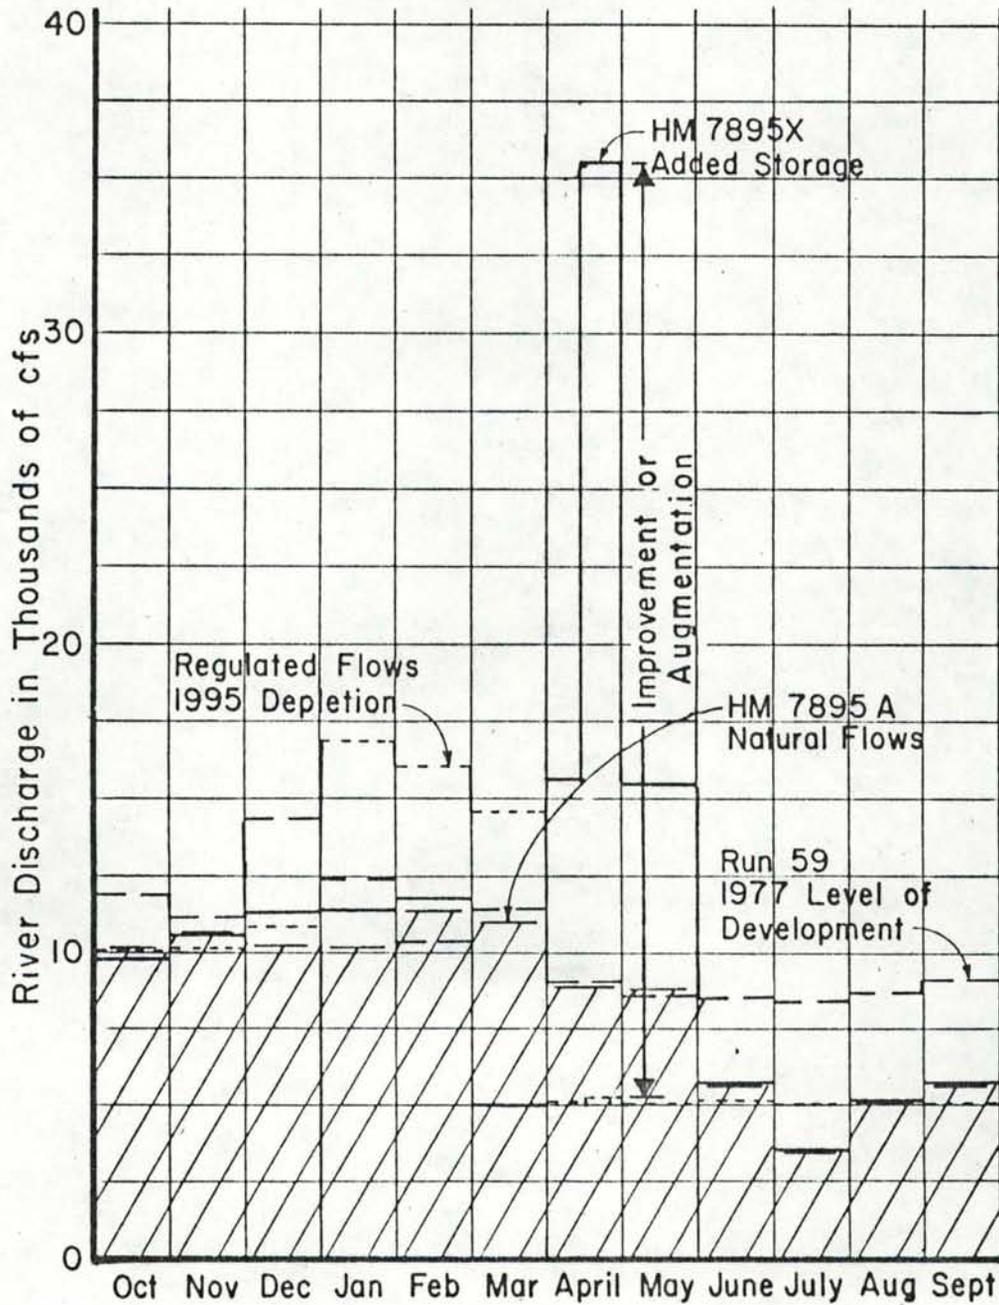 40
HM 7895X
Added Storage
30
River Discharge in Thousands of cfs
Improvement or
Augmentation
20
Regulated Flows
1995 Depletion
HM 7895 A
Natural Flows
Run 59
1977 Level of
Development
10
0
Oct Nov Dec Jan Feb Mar April May June July Aug Sept